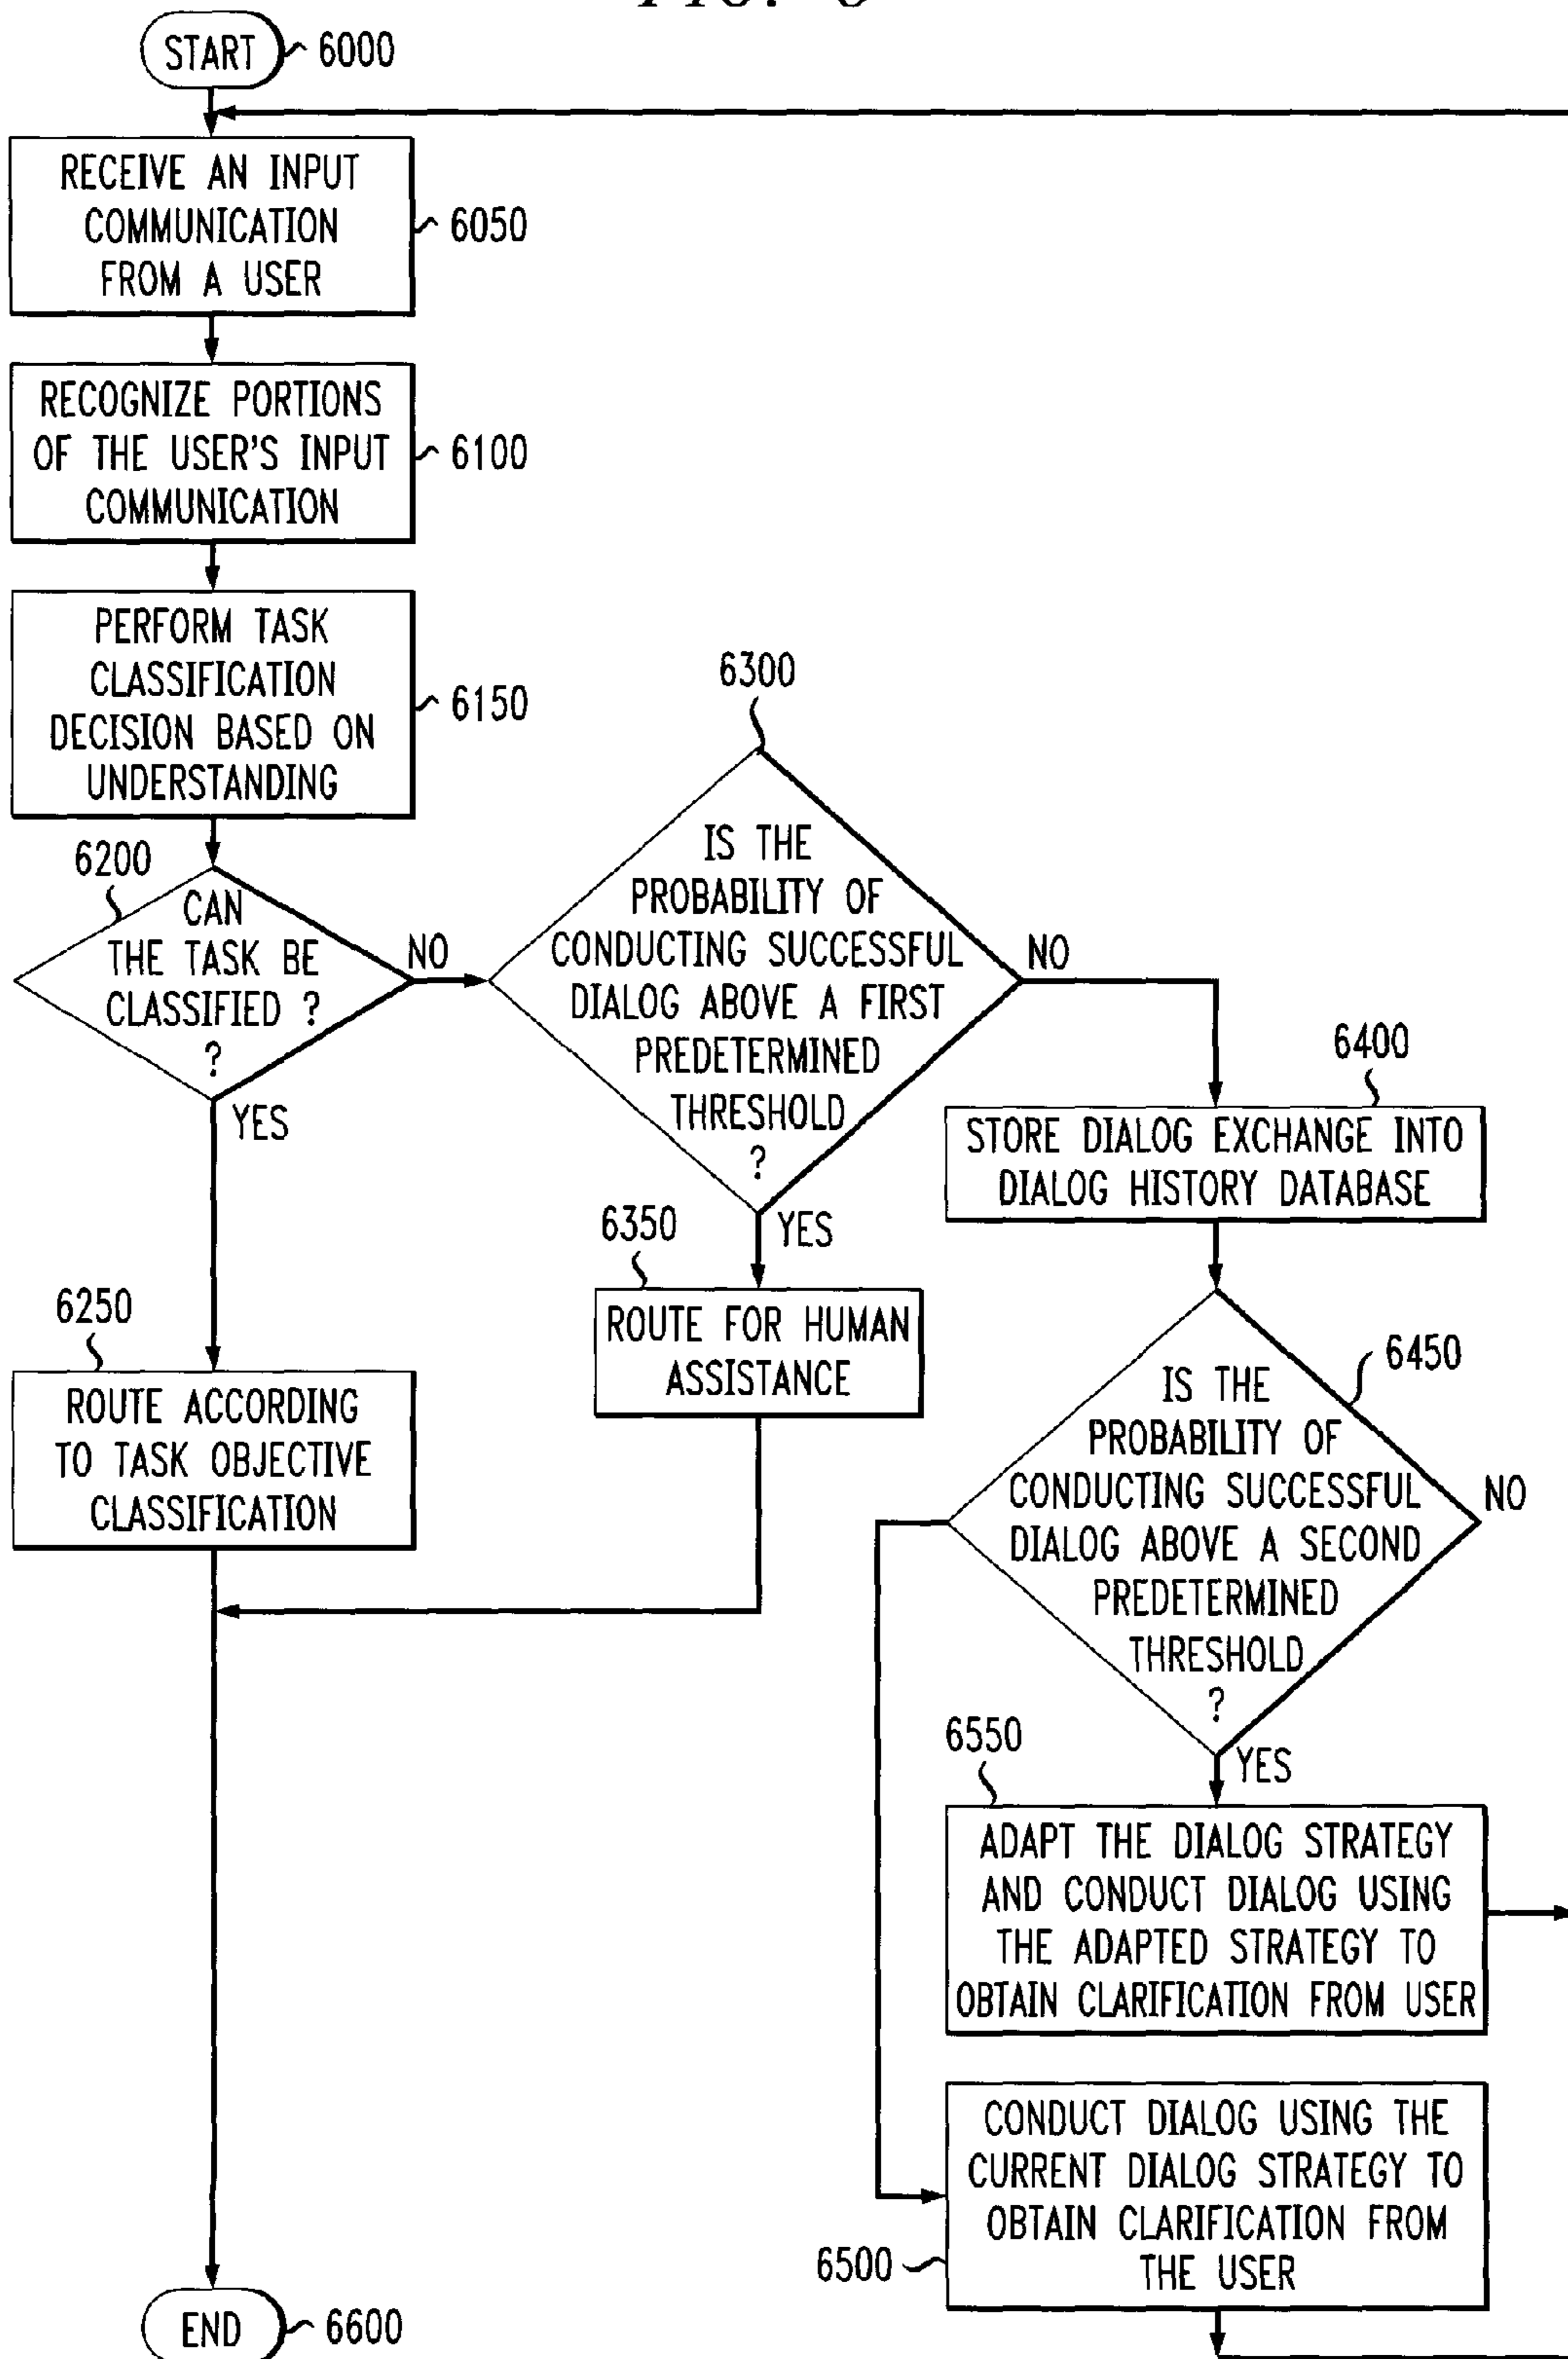 START
6000
RECEIVE AN INPUT
COMMUNICATION
FROM A USER
6050
RECOGNIZE PORTIONS
OF THE USER'S INPUT
COMMUNICATION
6100
PERFORM TASK
CLASSIFICATION
DECISION BASED ON
UNDERSTANDING
6150
6200
CAN
THE TASK BE
CLASSIFIED ?
?
NO
YES
6300
IS THE
PROBABILITY OF
CONDUCTING SUCCESSFUL
DIALOG ABOVE A FIRST
PREDETERMINED
THRESHOLD
?
NO
YES
6250
ROUTE ACCORDING
TO TASK OBJECTIVE
CLASSIFICATION
6350
ROUTE FOR HUMAN
ASSISTANCE
6400
STORE DIALOG EXCHANGE INTO
DIALOG HISTORY DATABASE
6450
IS THE
PROBABILITY OF
CONDUCTING SUCCESSFUL
DIALOG ABOVE A SECOND
PREDETERMINED
THRESHOLD
?
NO
YES
6550
ADAPT THE DIALOG STRATEGY
AND CONDUCT DIALOG USING
THE ADAPTED STRATEGY TO
OBTAIN CLARIFICATION FROM USER
CONDUCT DIALOG USING THE
CURRENT DIALOG STRATEGY TO
OBTAIN CLARIFICATION FROM
THE USER
6500
END
6600